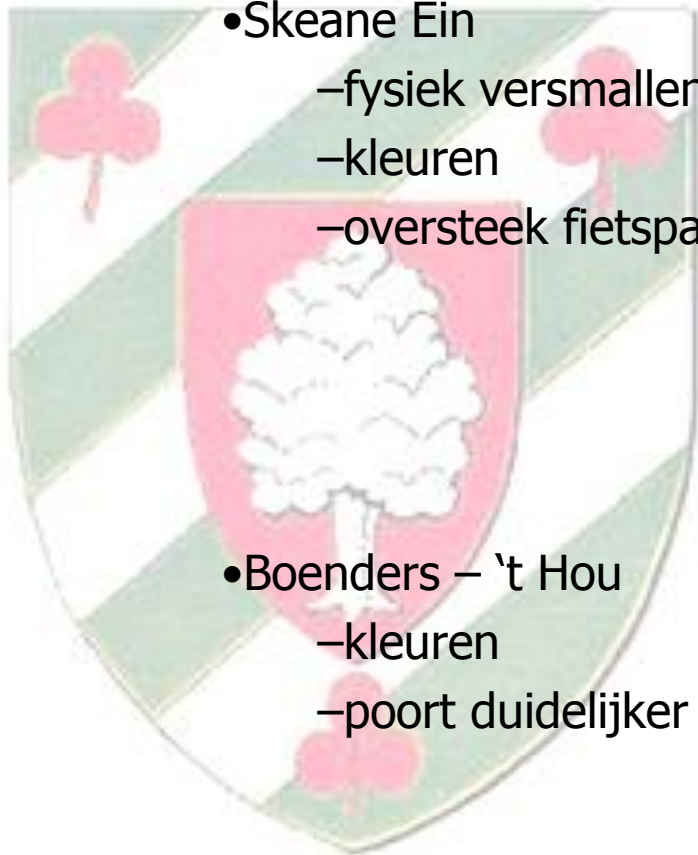 •Skeane Ein
–fysiek versmallen
–kleuren
–oversteek fietspa
•Boenders – ‘t Hou
–kleuren
–poort duidelijker